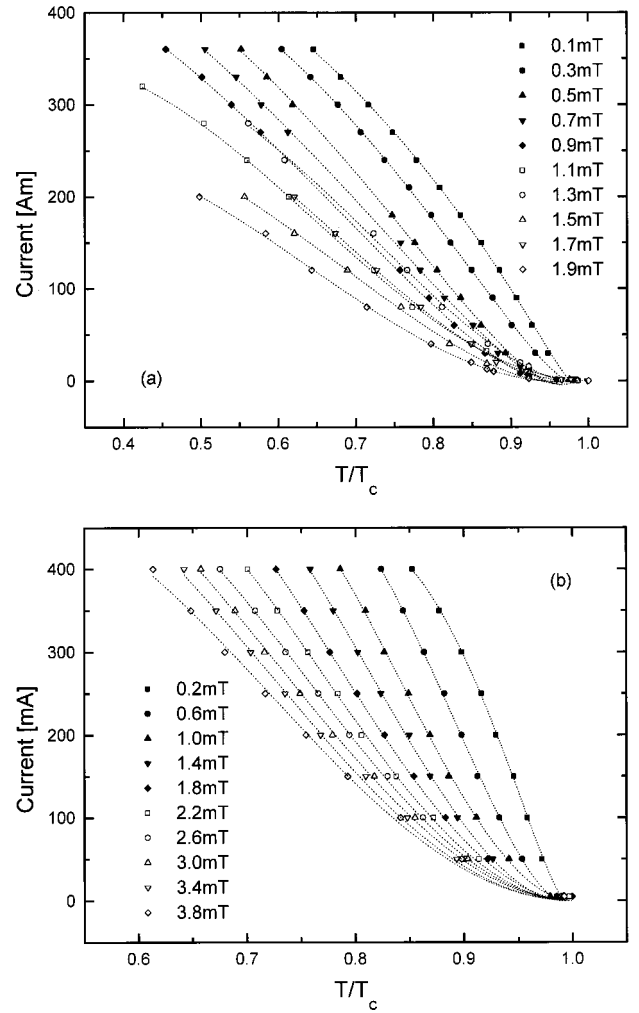 400
300
200
100
0
Current [Am]
0.1mT
0.3mT
0.5mT
0.7mT
0.9mT
1.1mT
1.3mT
1.5mT
1.7mT
1.9mT
(a)
0.4 0.5 0.6 0.7 0.8 0.9 1.0
T/Tc
400
300
200
100
0
Current [mA]
(b)
0.2mT
0.6mT
1.0mT
1.4mT
1.8mT
2.2mT
2.6mT
3.0mT
3.4mT
3.8mT
0.6 0.7 0.8 0.9 1.0
T/Tc